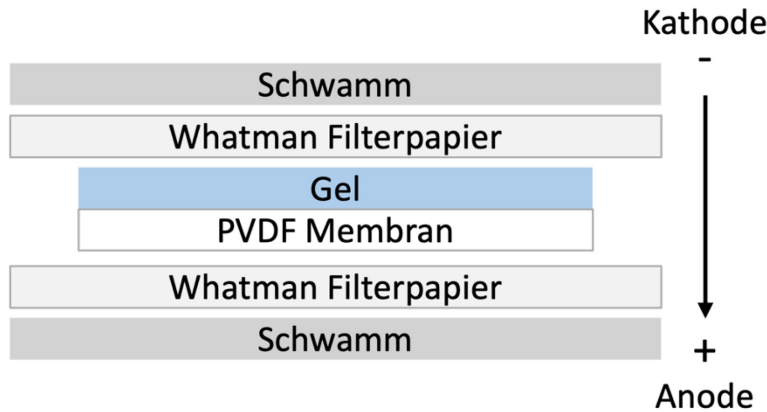 Kathode
-
Schwamm
Whatman Filterpapier
Gel
PVDF Membran
Whatman Filterpapier
Schwamm
+
Anode